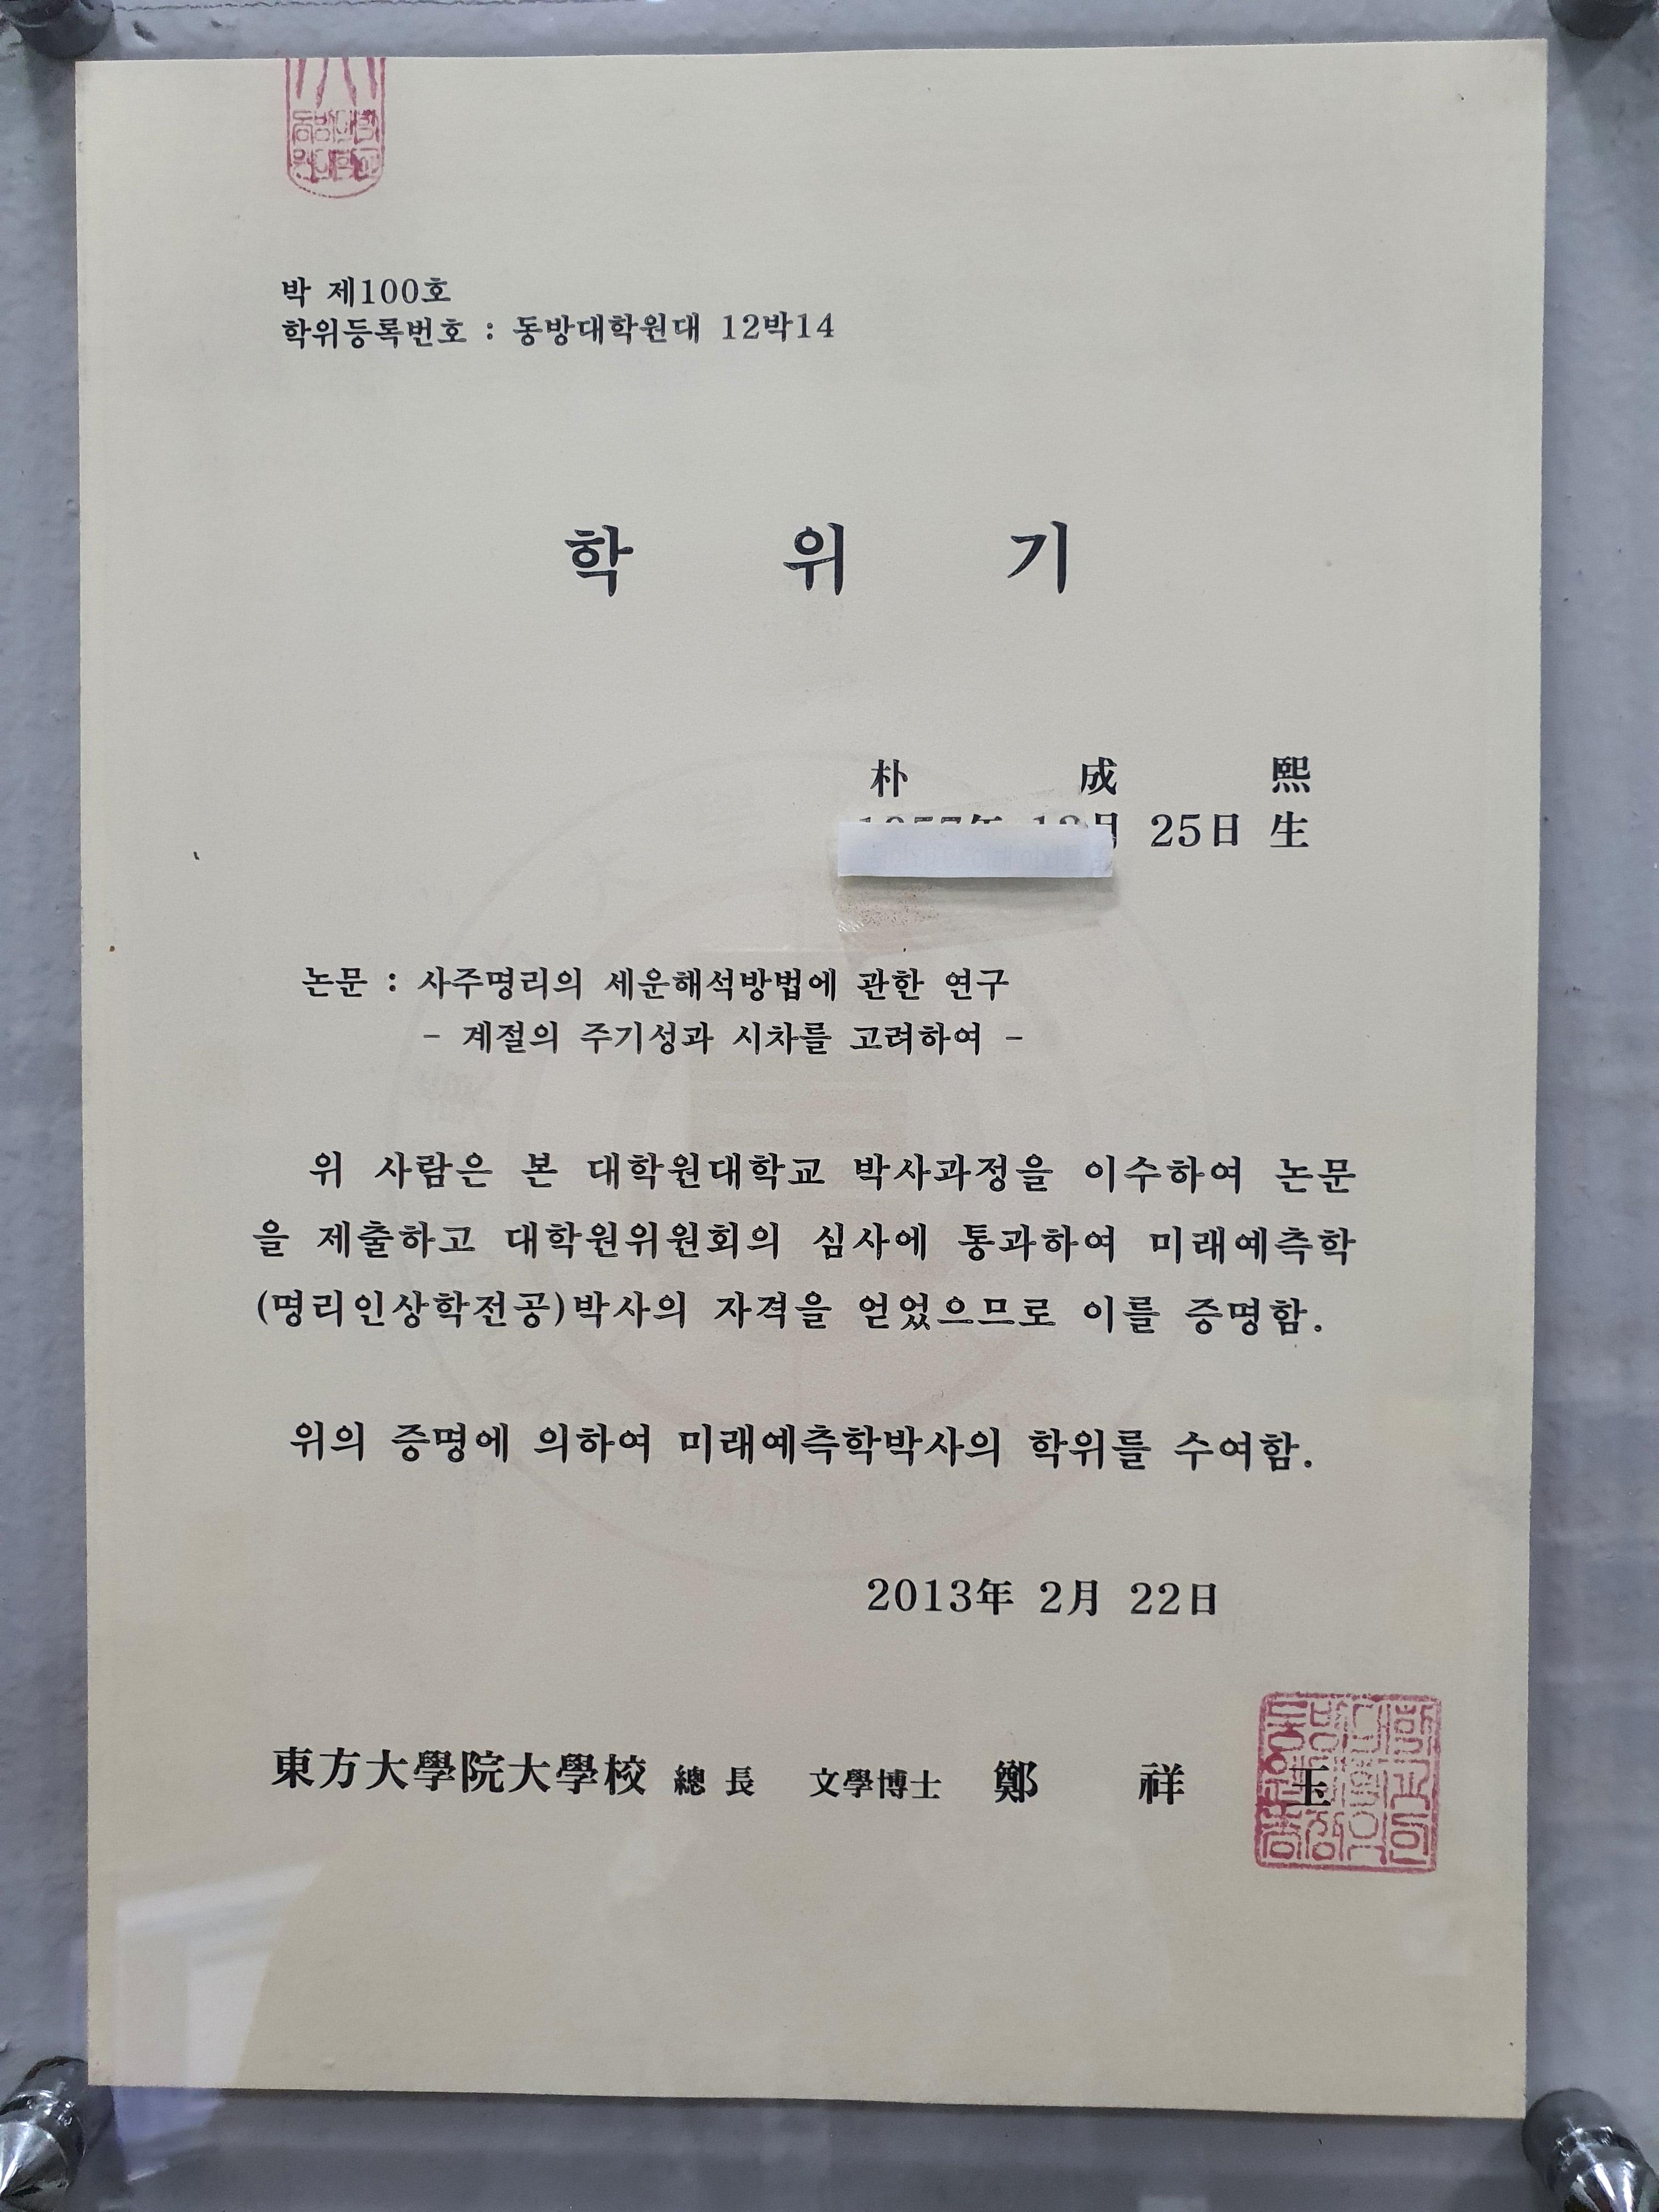 박 제100호
학위등록번호 : 동방대학원대 12박14
학 위 기
朴 成 熙
25日 生
논문 : 사주명리의 세운해석방법에 관한 연구
- 계절의 주기성과 시차를 고려하여 -
위 사람은 본 대학원대학교 박사과정을 이수하여 논문
을 제출하고 대학원위원회의 심사에 통과하여 미래예측학
(명리인상학전공)박사의 자격을 얻었으므로 이를 증명함.
위의 증명에 의하여 미래예측학박사의 학위를 수여함.
2013年 2月 22日
東方大學院大學校 總 長 文學博士 鄭 祥 玉